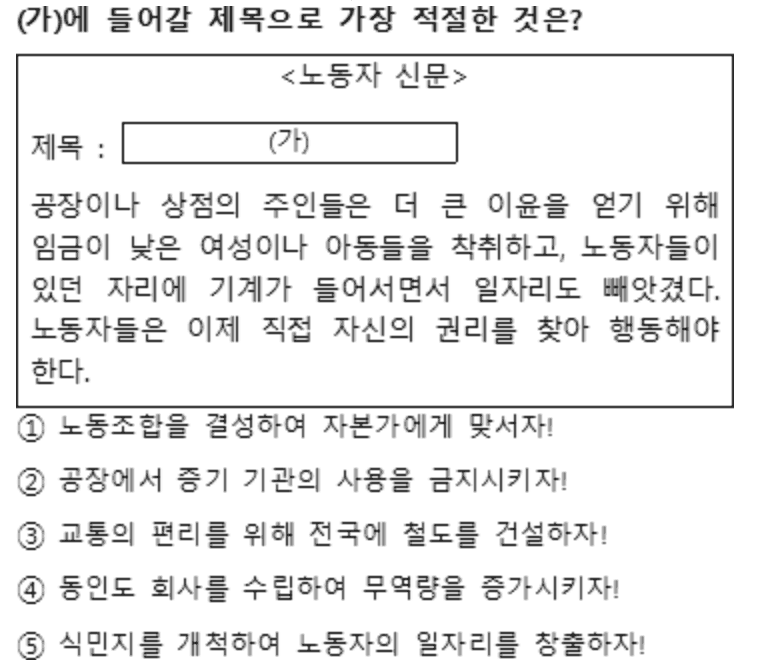 (가)에 들어갈 제목으로 가장 적절한 것은?
<노동자 신문>
제목 : (가)
공장이나 상점의 주인들은 더 큰 이윤을 얻기 위해
임금이 낮은 여성이나 아동들을 착취하고, 노동자들이
있던 자리에 기계가 들어서면서 일자리도 빼앗겼다.
노동자들은 이제 직접 자신의 권리를 찾아 행동해야
한다.
① 노동조합을 결성하여 자본가에게 맞서자!
② 공장에서 증기 기관의 사용을 금지시키자!
③ 교통의 편리를 위해 전국에 철도를 건설하자!
④ 동인도 회사를 수립하여 무역량을 증가시키자!
⑤ 식민지를 개척하여 노동자의 일자리를 창출하자!